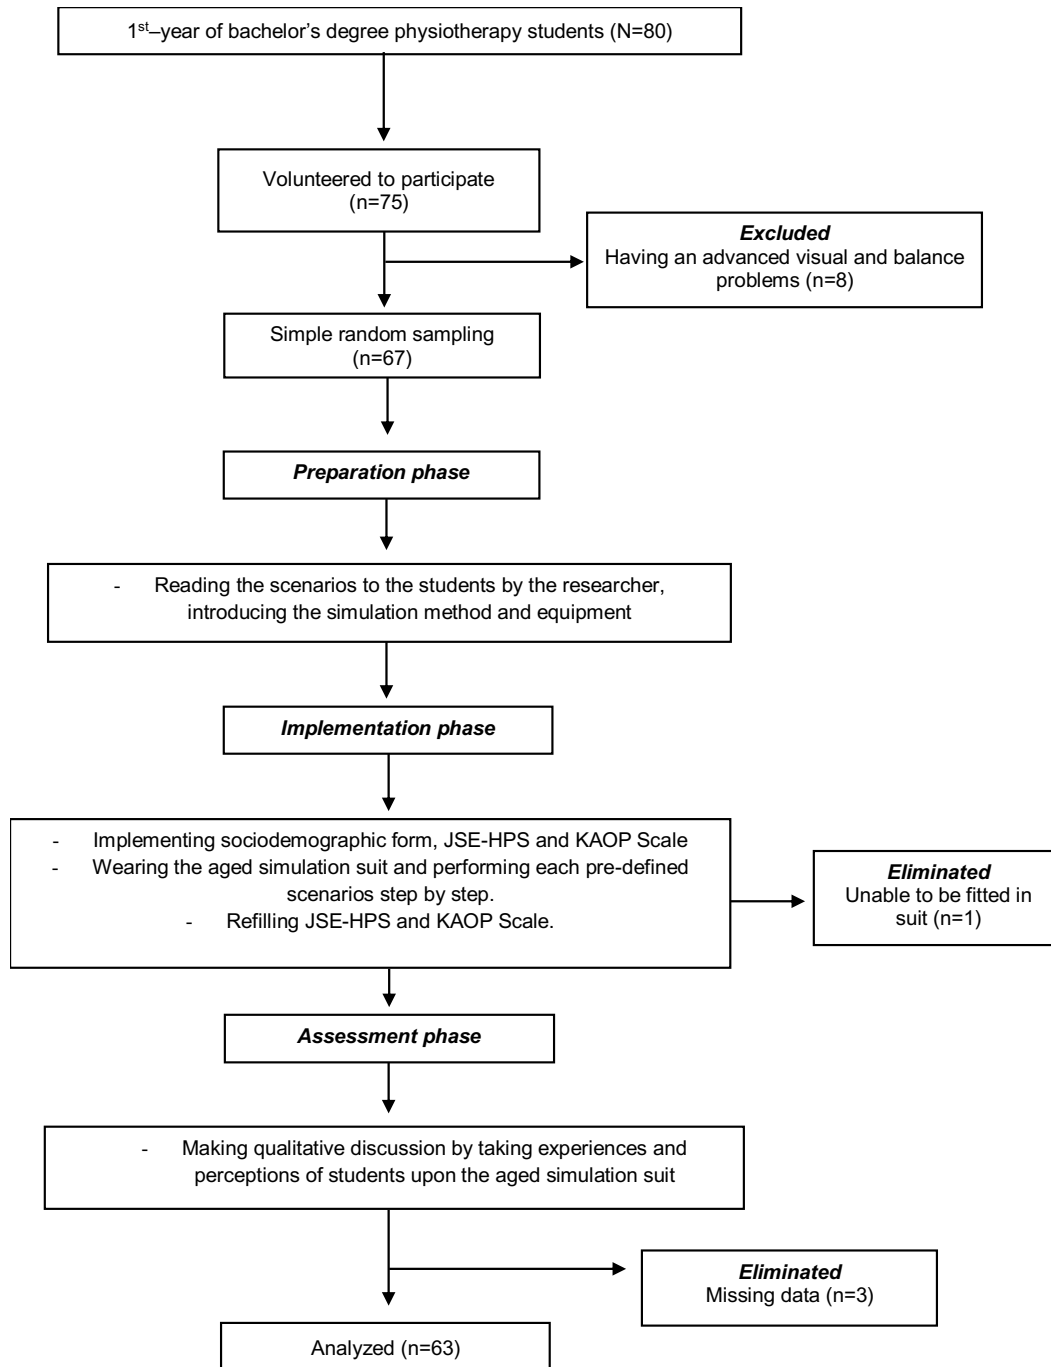 1st–year of bachelor's degree physiotherapy students (N=80)
Volunteered to participate
(n=75)
Excluded
Having an advanced visual and balance
problems (n=8)
Simple random sampling
(n=67)
Preparation phase
- Reading the scenarios to the students by the researcher,
introducing the simulation method and equipment
Implementation phase
- Implementing sociodemographic form, JSE-HPS and KAOP Scale
- Wearing the aged simulation suit and performing each pre-defined
scenarios step by step.
- Refilling JSE-HPS and KAOP Scale.
Eliminated
Unable to be fitted in
suit (n=1)
Assessment phase
- Making qualitative discussion by taking experiences and
perceptions of students upon the aged simulation suit
Eliminated
Missing data (n=3)
Analyzed (n=63)